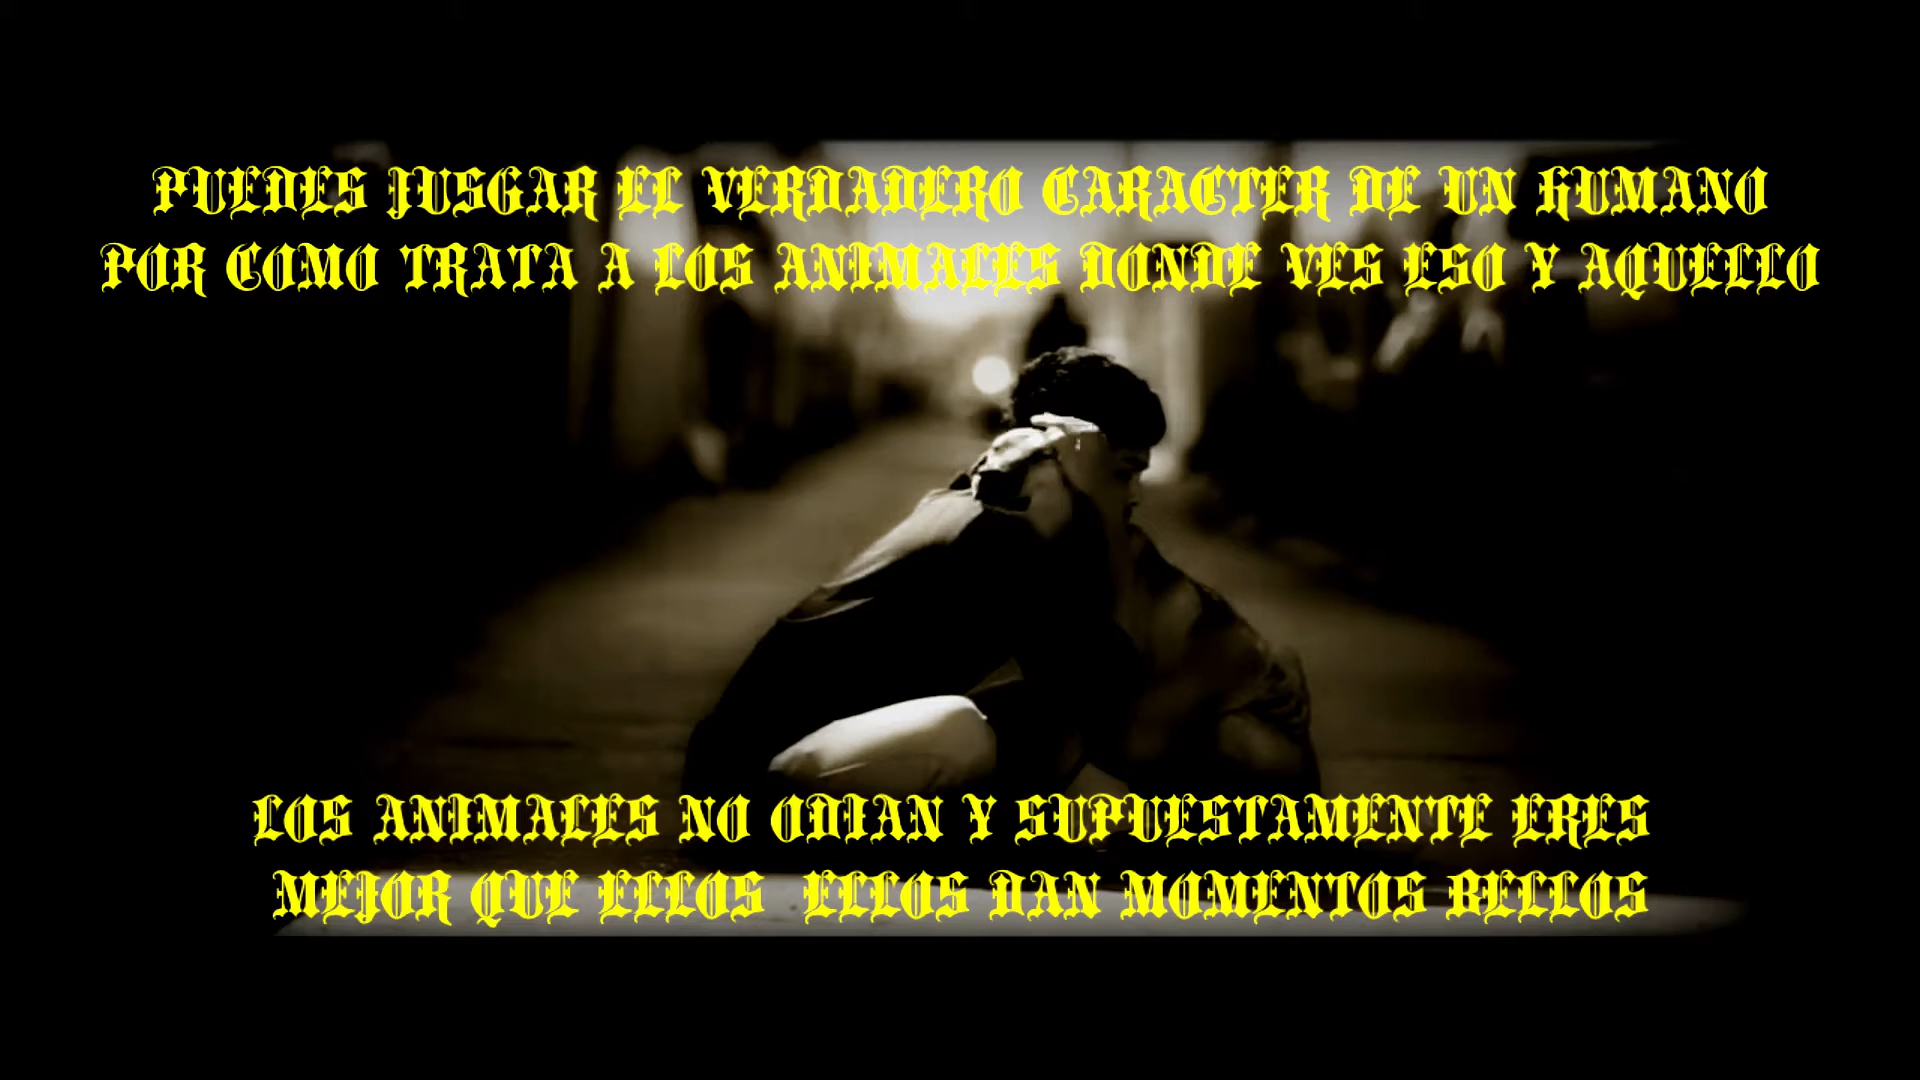 PUEDES JUSGAR EL VERDADERO CARACTER DE UN HUMANO
POR COMO TRATA A LOS ANIMALES DONDE VES ESO Y AQUELLO
LOS ANIMALES NO ODIAN Y SUPUESTAMENTE ERES
MEJOR QUE ELLOS ELLOS DAN MOMENTOS BELLOS